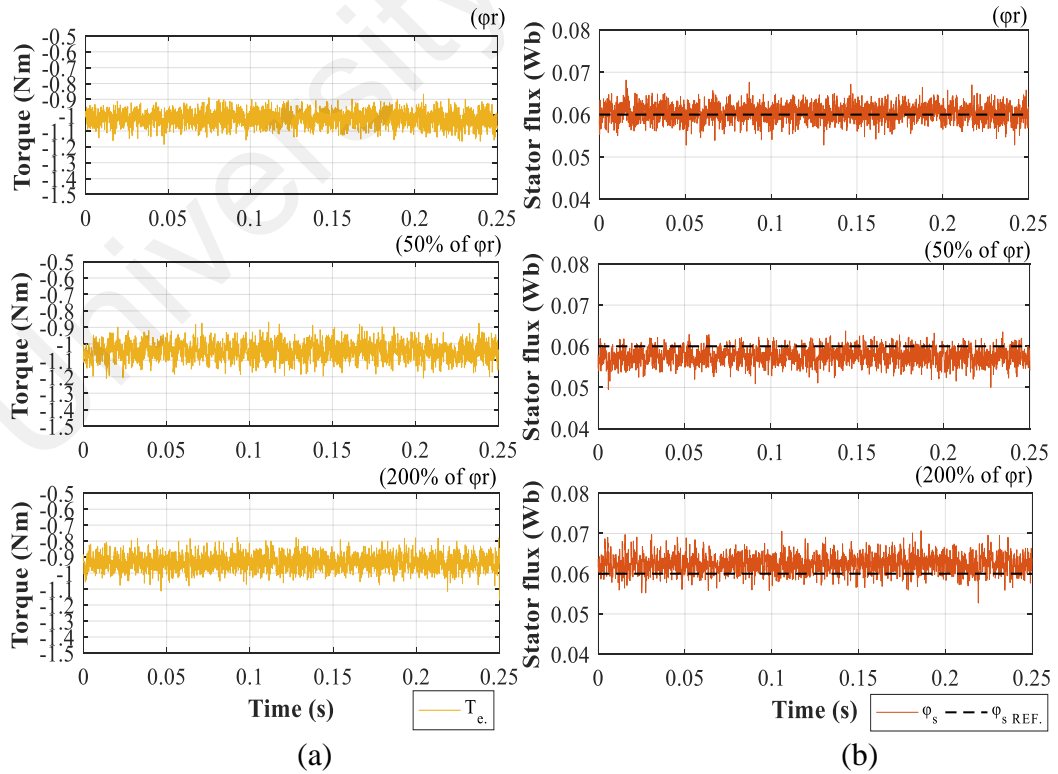 (φr)
-0.5
-0.6
-0.7
-0.8
-0.9
-1
-1.1
-1.2
-1.3
-1.4
-1.5
Torque (Nm)
0 0.05 0.1 0.15 0.2 0.25
(φr)
0.08
0.07
0.06
0.05
0.04
Stator flux (Wb)
0 0.05 0.1 0.15 0.2 0.25
(50% of φr)
-0.5
-0.6
-0.7
-0.8
-0.9
-1
-1.1
-1.2
-1.3
-1.4
-1.5
Torque (Nm)
0 0.05 0.1 0.15 0.2 0.25
(50% of φr)
0.08
0.07
0.06
0.05
0.04
Stator flux (Wb)
0 0.05 0.1 0.15 0.2 0.25
(200% of φr)
-0.5
-0.6
-0.7
-0.8
-0.9
-1
-1.1
-1.2
-1.3
-1.4
-1.5
Torque (Nm)
0 0.05 0.1 0.15 0.2 0.25
Time (s)
T e.
(200% of φr)
0.08
0.07
0.06
0.05
0.04
Stator flux (Wb)
0 0.05 0.1 0.15 0.2 0.25
Time (s)
φ s φ s REF.
(a)
(b)
University